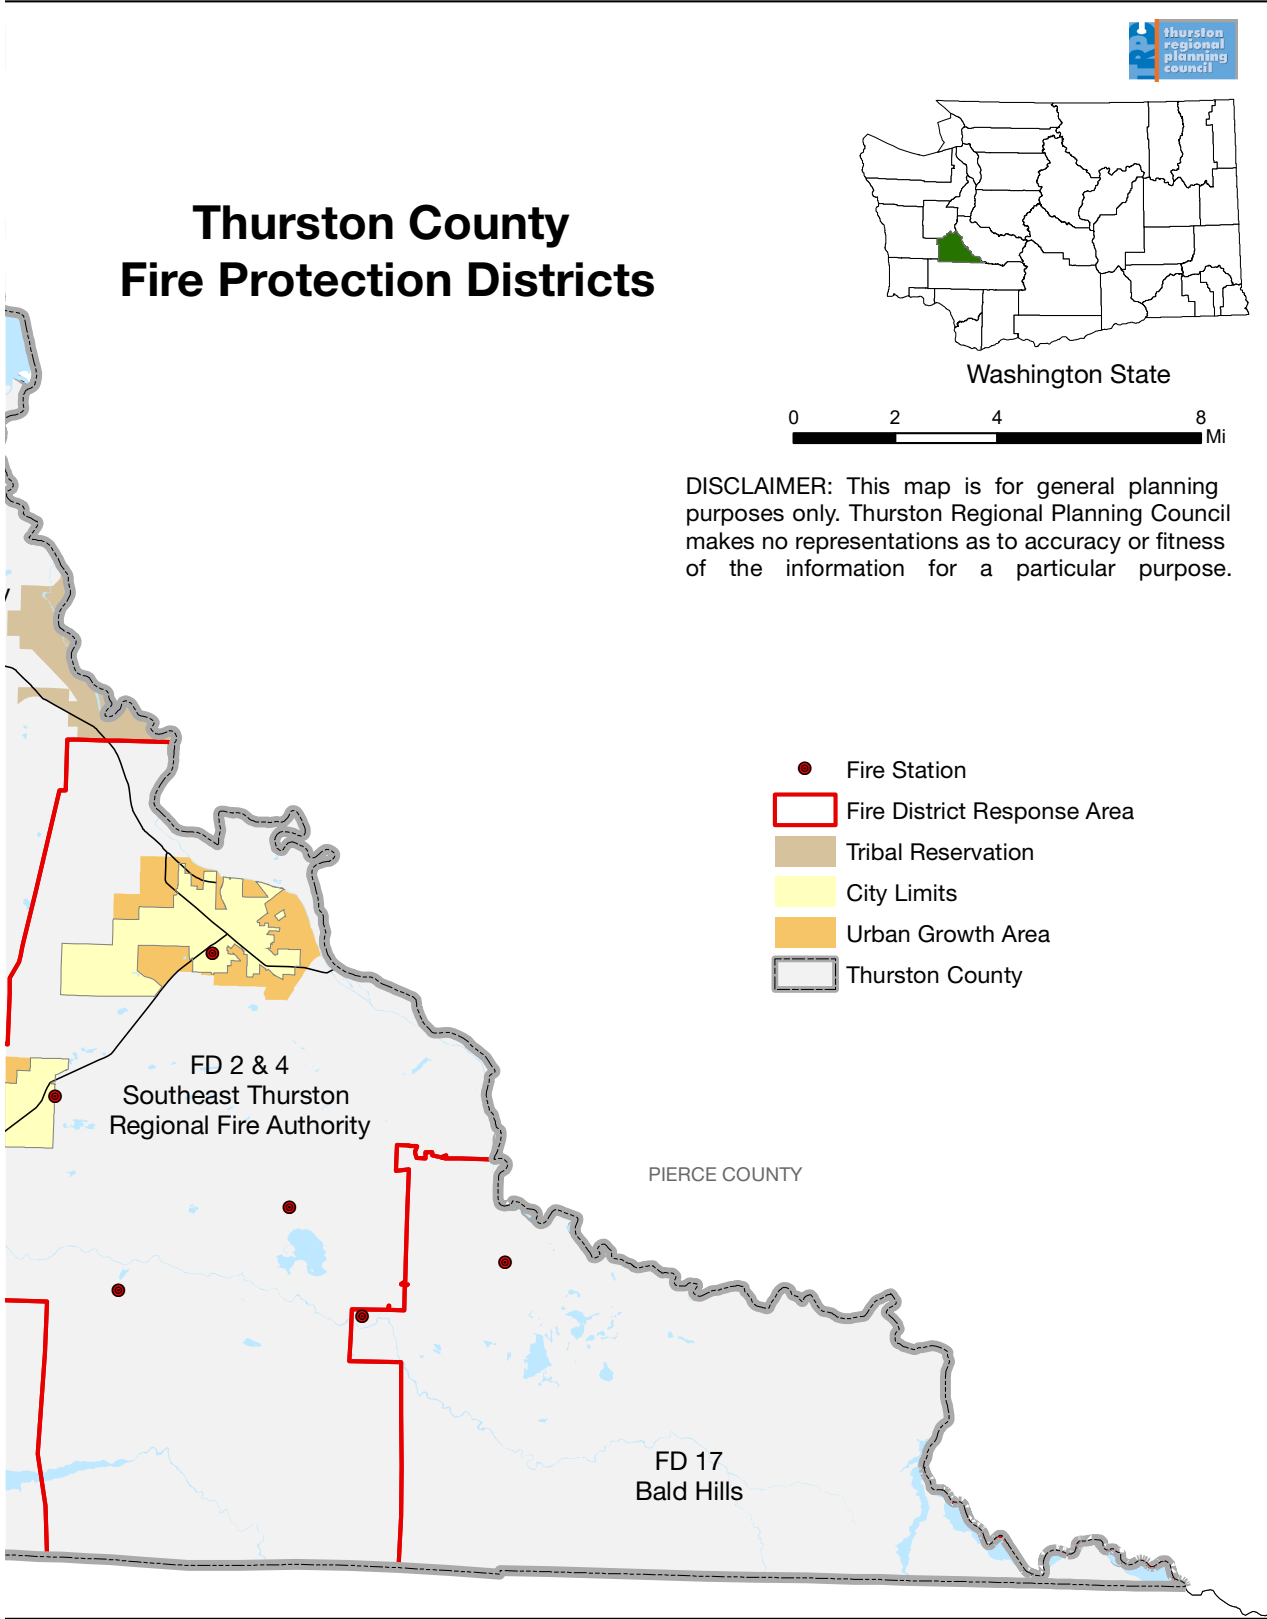 TRPC
thurston
regional
planning
council
Thurston County
Fire Protection Districts
Washington State
0 2 4 8
Mi
DISCLAIMER: This map is for general planning
purposes only. Thurston Regional Planning Council
makes no representations as to accuracy or fitness
of the information for a particular purpose.
Fire Station
Fire District Response Area
Tribal Reservation
City Limits
Urban Growth Area
Thurston County
FD 2 & 4
Southeast Thurston
Regional Fire Authority
PIERCE COUNTY
FD 17
Bald Hills